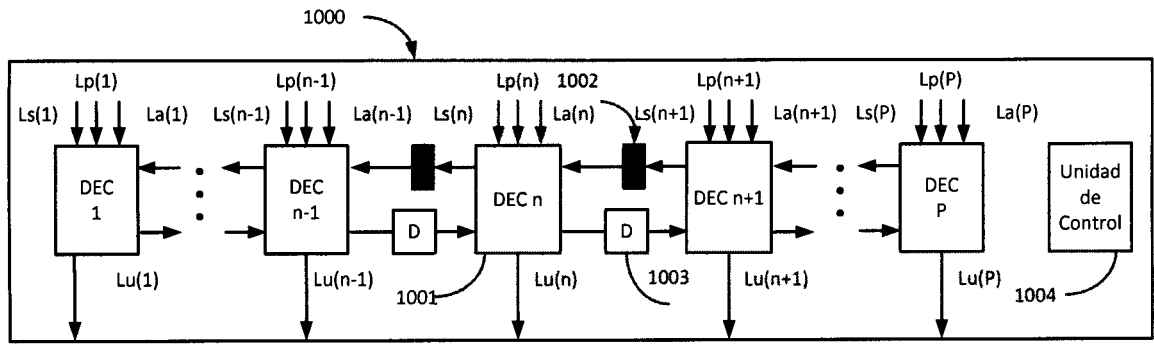 1000
Lp(1)
Lp(n-1)
Lp(n)
1002
Lp(n+1)
Lp(P)
Ls(1)
La(1)
Ls(n-1)
La(n-1)
Ls(n)
La(n)
Ls(n+1)
La(n+1)
Ls(P)
La(P)
DEC
1
DEC
n-1
DEC n
DEC n+1
DEC
P
Unidad
de
Control
D
D
Lu(1)
Lu(n-1)
1001
Lu(n)
1003
Lu(n+1)
Lu(P)
1004